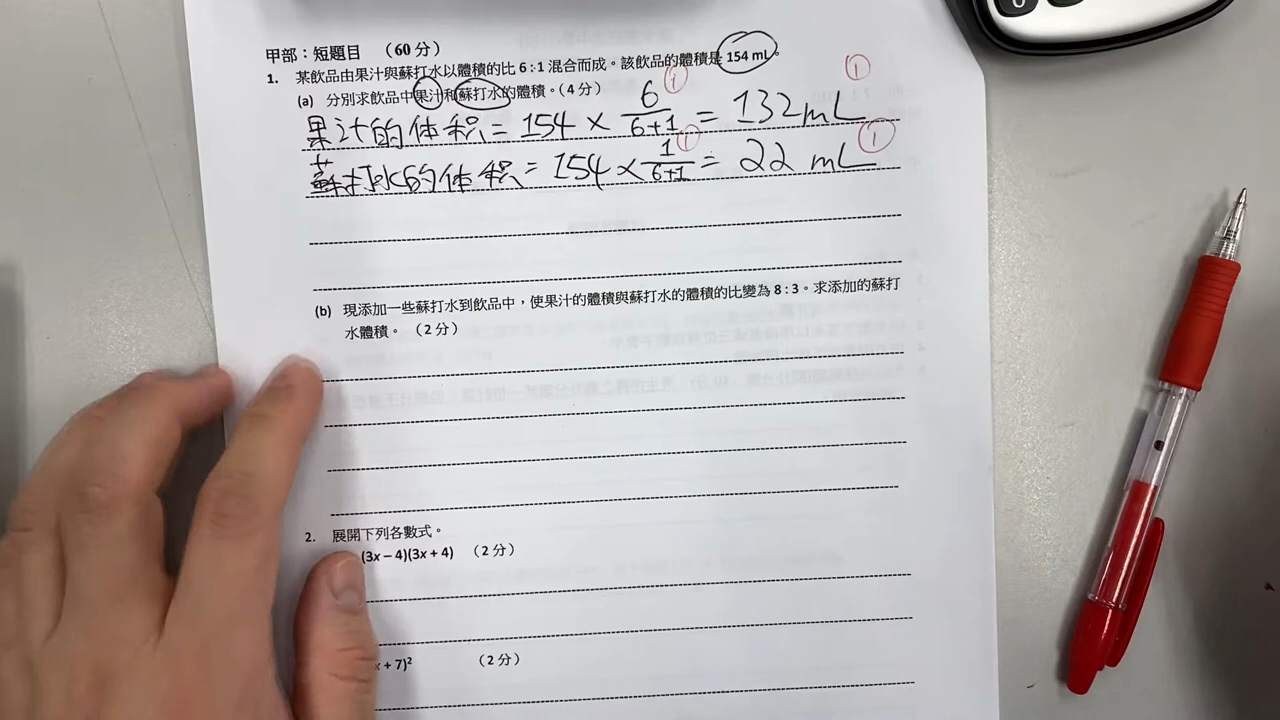 甲部：短題目 （60 分）
1. 某飲品由果汁與蘇打水以體積的比 6 : 1 混合而成。該飲品的體積是 154 mL。
(a) 分別求飲品中果汁和蘇打水的體積。（4 分）
果汁的体积 = 154 × 6/(6+1) = 132 mL
① ①
蘇打水的体积 = 154 × 1/(6+1) = 22 mL
① ①
(b) 現添加一些蘇打水到飲品中，使果汁的體積與蘇打水的體積的比變為 8 : 3。求添加的蘇打
水體積。（2 分）
2. 展開下列各數式。
(3x – 4)(3x + 4) （2 分）
x + 7)² （2 分）